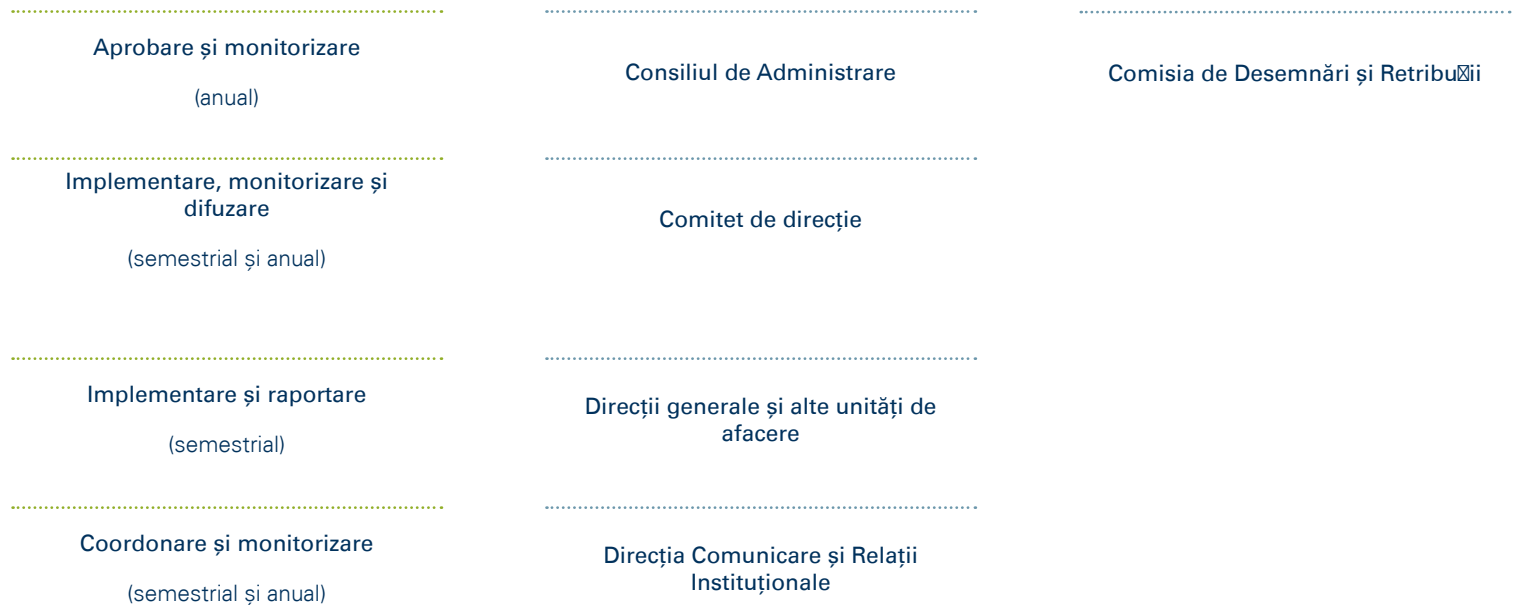 Aprobare și monitorizare
(anual)
Consiliul de Administrare
Comisia de Desemnări și Retribu☒ii
Implementare, monitorizare și
difuzare
(semestrial și anual)
Comitet de direcție
Implementare și raportare
(semestrial)
Direcții generale și alte unități de
afacere
Coordonare și monitorizare
(semestrial și anual)
Direcția Comunicare și Relații
Instituționale